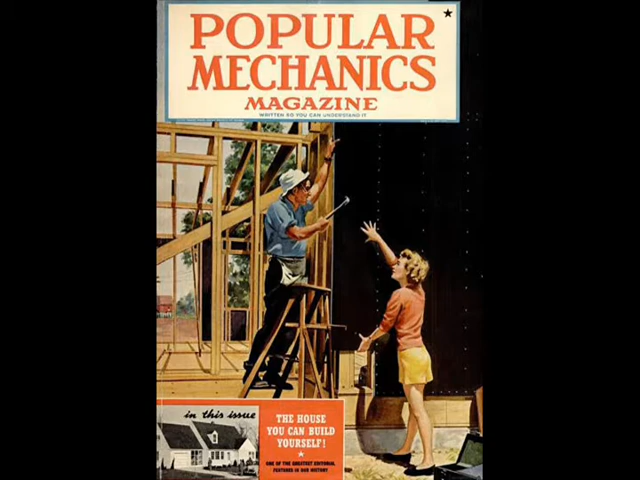 POPULAR
MECHANICS
MAGAZINE
WRITTEN SO YOU CAN UNDERSTAND IT
in this issue
THE HOUSE
YOU CAN BUILD
YOURSELF!
ONE OF THE GREATEST EDITORIAL
FEATURES IN OUR HISTORY